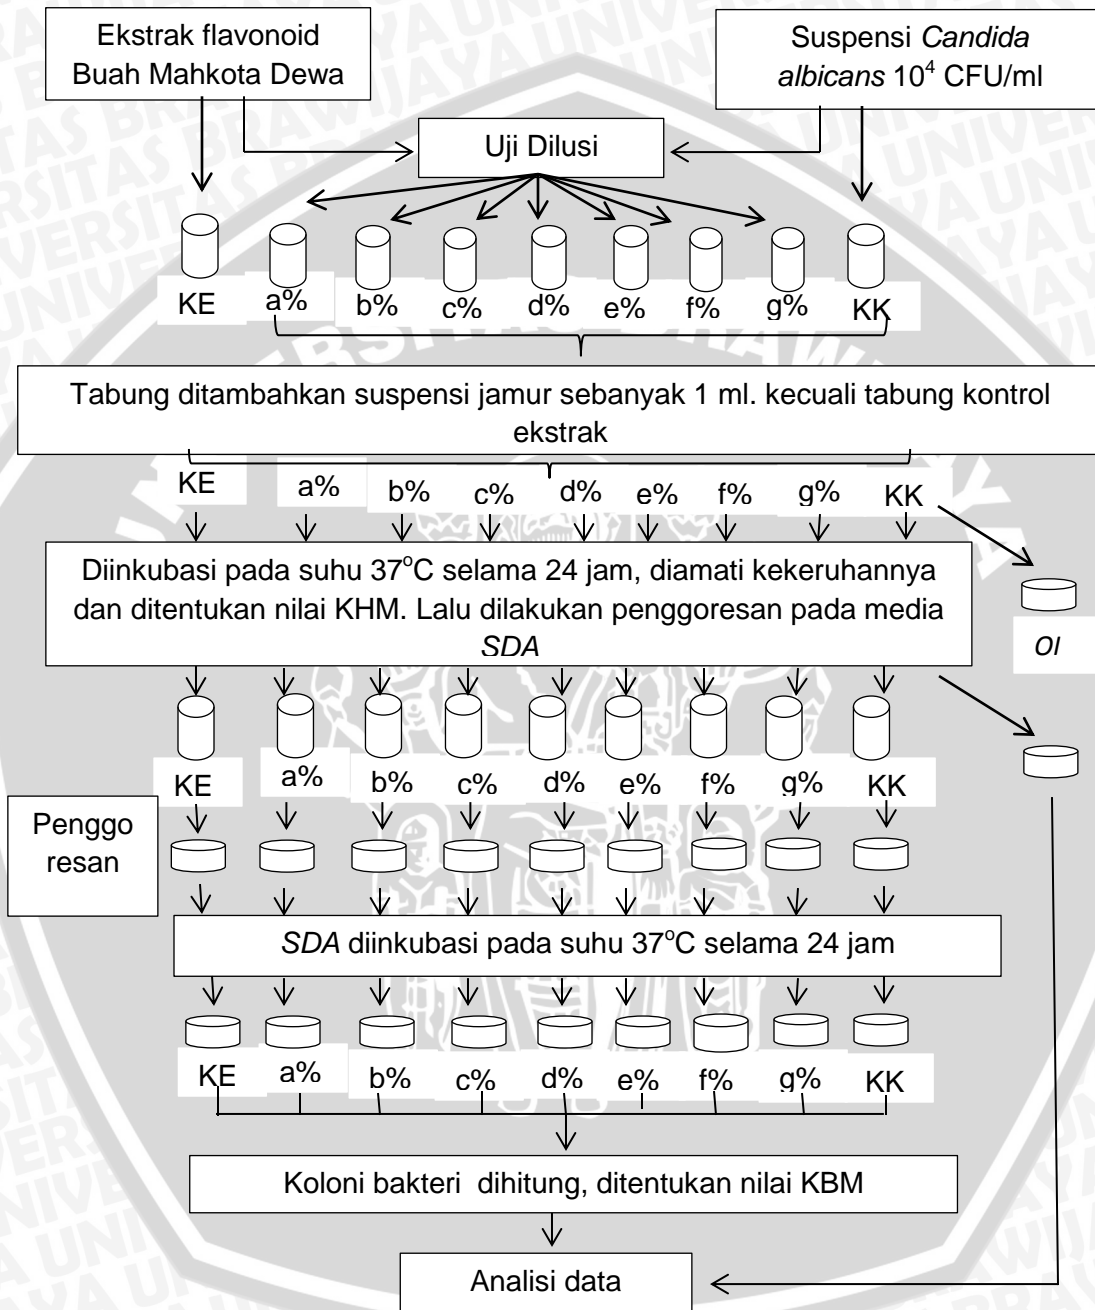 Ekstrak flavonoid
Buah Mahkota Dewa
Suspensi Candida
albicans 10⁴ CFU/ml
Uji Dilusi
KE a% b% c% d% e% f% g% KK
Tabung ditambahkan suspensi jamur sebanyak 1 ml. kecuali tabung kontrol
ekstrak
KE a% b% c% d% e% f% g% KK
Diinkubasi pada suhu 37°C selama 24 jam, diamati kekeruhannya
dan ditentukan nilai KHM. Lalu dilakukan penggoresan pada media
SDA
OI
KE a% b% c% d% e% f% g% KK
Penggo
resan
SDA diinkubasi pada suhu 37°C selama 24 jam
KE a% b% c% d% e% f% g% KK
Koloni bakteri dihitung, ditentukan nilai KBM
Analisi data